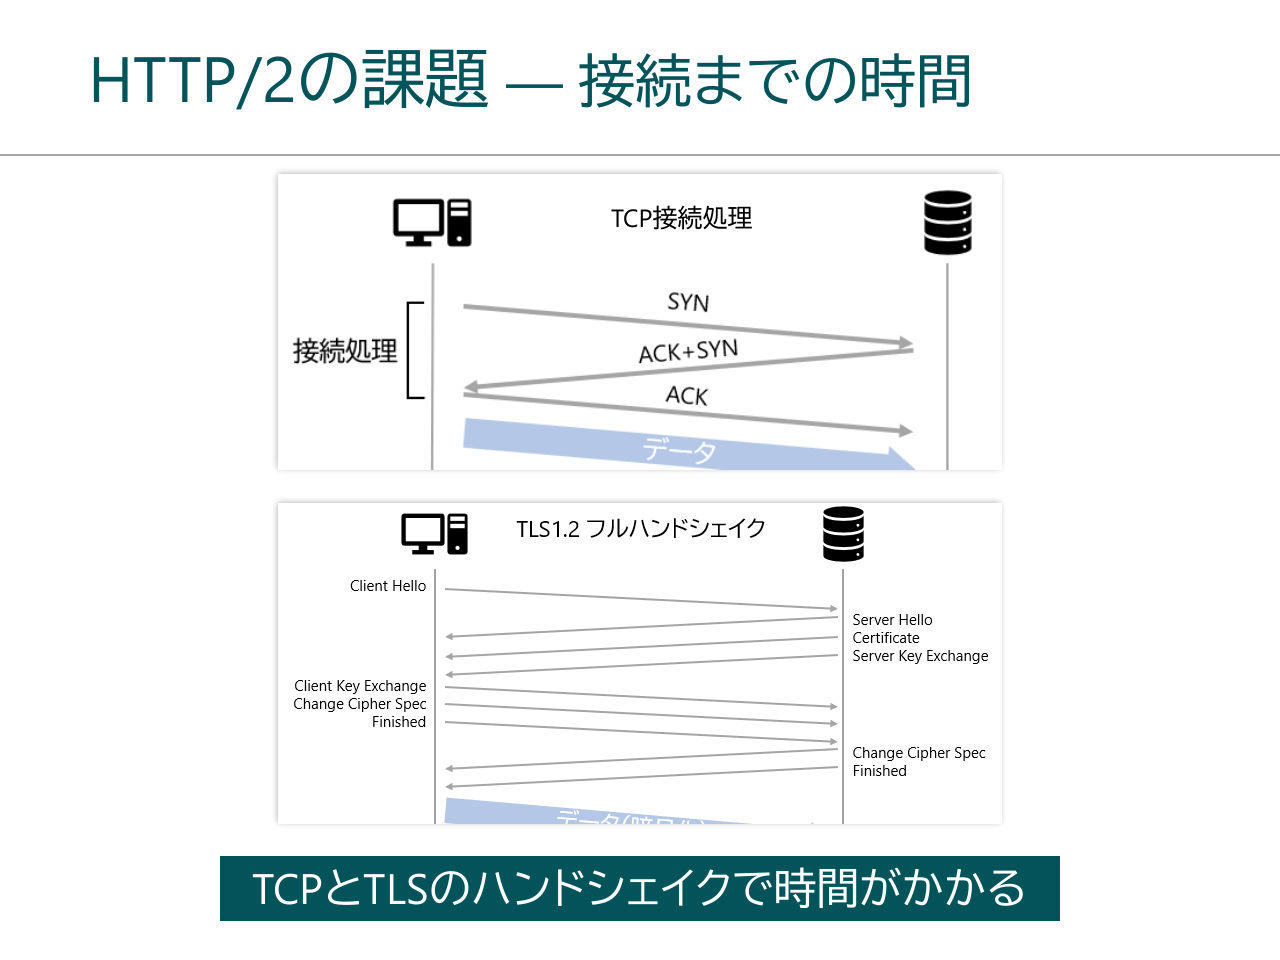 HTTP/2の課題 — 接続までの時間
TCP接続処理
SYN
接続処理
ACK+SYN
ACK
データ
TLS1.2 フルハンドシェイク
Client Hello
Server Hello
Certificate
Server Key Exchange
Client Key Exchange
Change Cipher Spec
Finished
Change Cipher Spec
Finished
データ
TCPとTLSのハンドシェイクで時間がかかる